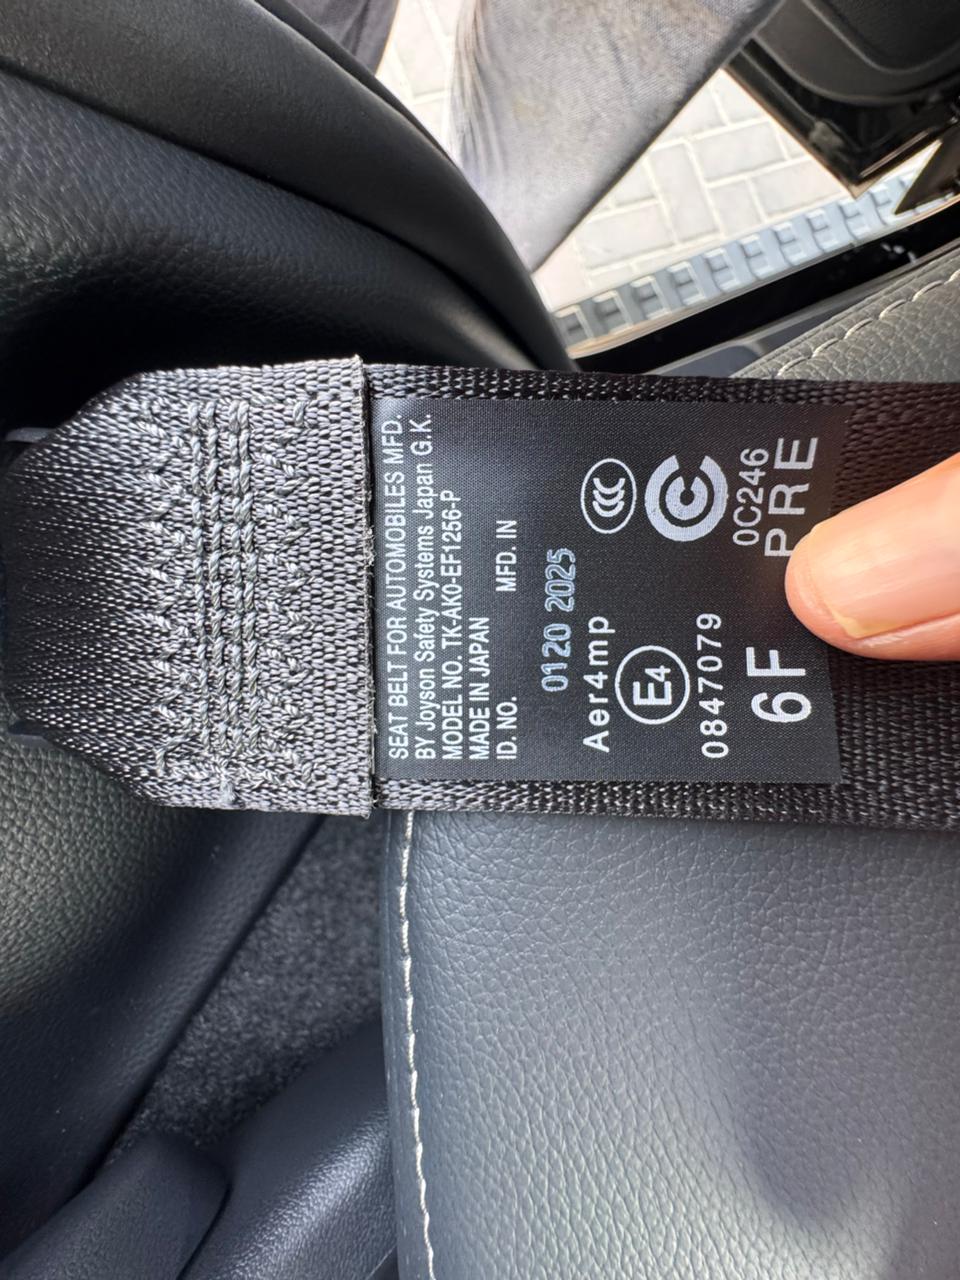 SEAT BELT FOR AUTOMOBILES MFD.
BY Joyson Safety Systems Japan G.K.
MODEL NO. TK-AK0-EF1256-P
MADE IN JAPAN
ID. NO. MFD. IN
0120 2025
Aer4mp
E4
0847079
6F
CCC
C
0C246
PRE